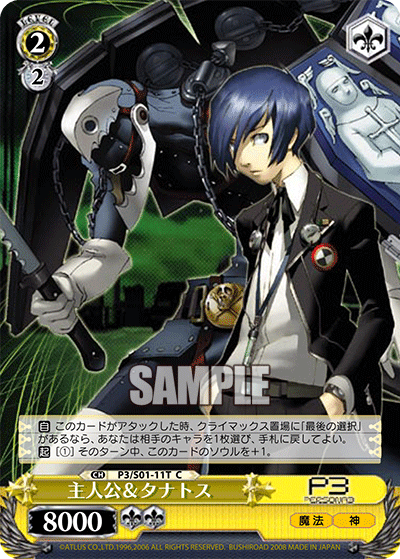 LEVEL
2
2
SAMPLE
自 このカードがアタックした時、クライマックス置場に「最後の選択」
があるなら、あなたは相手のキャラを1枚選び、手札に戻してよい。
起 [①] そのターン中、このカードのソウルを+1。
CH P3/S01-11T C
主人公&タナトス
8000
P3
PERSONA3
魔法 神
©ATLUS CO.,LTD.1996,2006 ALL RIGHTS RESERVED. BUSHIROAD 2008 MADE IN JAPAN